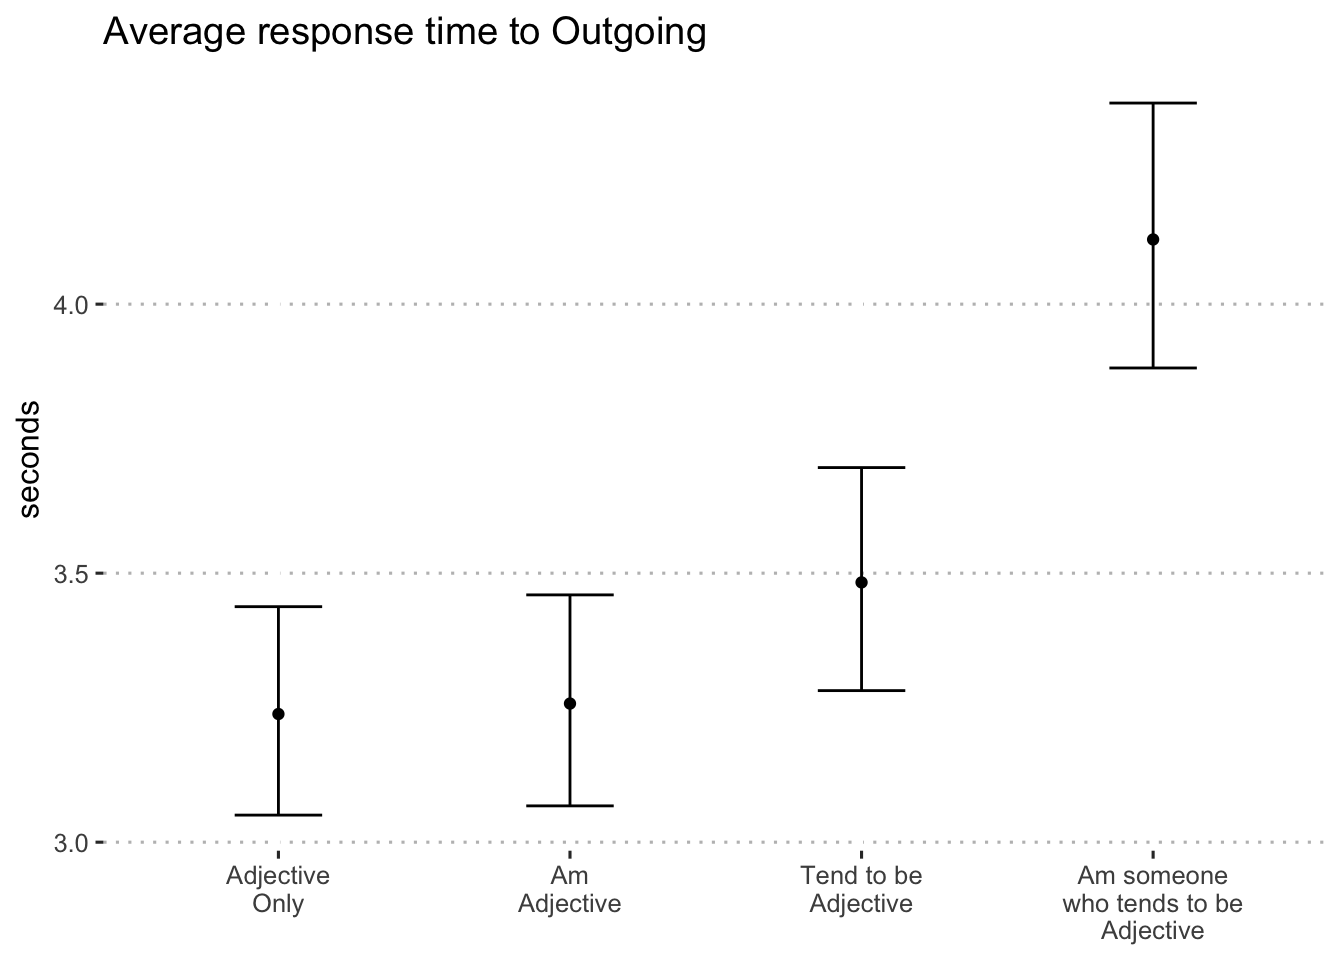 Average response time to Outgoing
seconds
4.0
3.5
3.0
Adjective
Only
Am
Adjective
Tend to be
Adjective
Am someone
who tends to be
Adjective